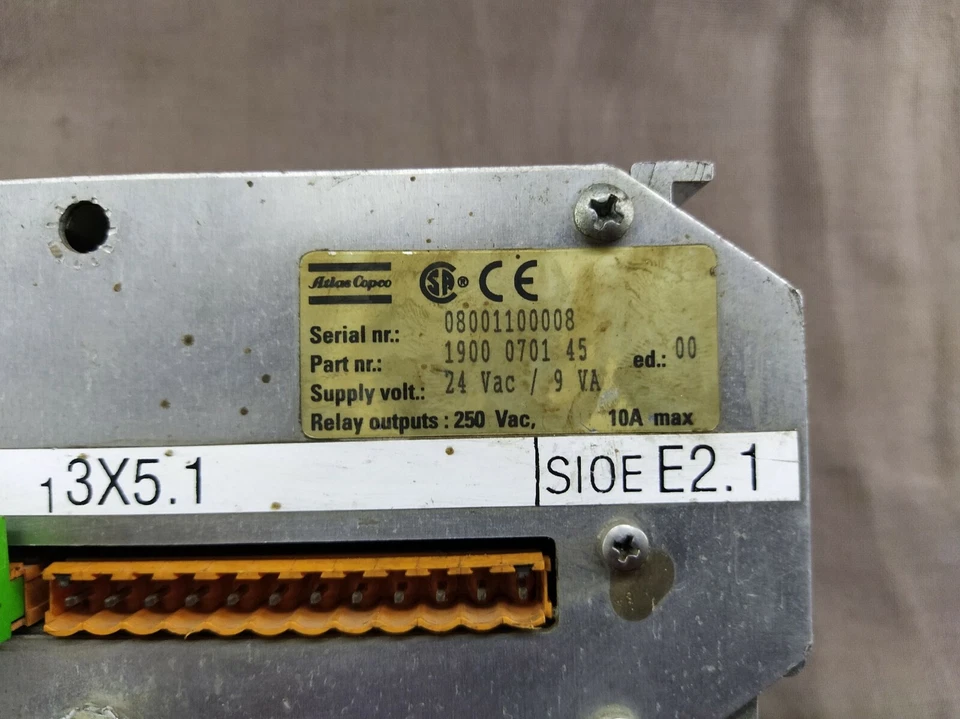 Atlas Copco SA® CE
Serial nr.: 08001100008
Part nr.: 1900 0701 45 ed.: 00
Supply volt.: 24 Vac / 9 VA
Relay outputs : 250 Vac, 10A max
13X5.1 SIOE E2.1